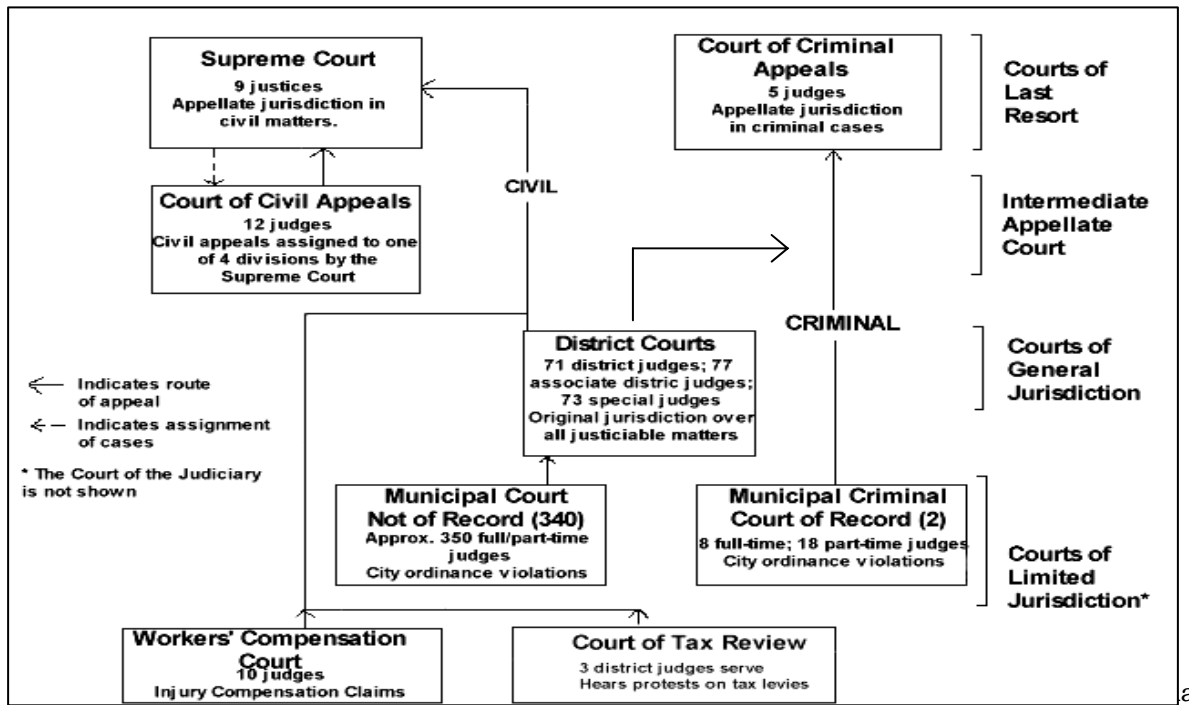 Supreme Court
9 justices
Appellate jurisdiction in
civil matters.
Court of Criminal
Appeals
5 judges
Appellate jurisdiction
in criminal cases
Courts of
Last
Resort
CIVIL
Court of Civil Appeals
12 judges
Civil appeals assigned to one
of 4 divisions by the
Supreme Court
Intermediate
Appellate
Court
CRIMINAL
District Courts
71 district judges; 77
associate distric judges;
73 special judges
Original jurisdiction over
all justiciable matters
Courts of
General
Jurisdiction
Indicates route
of appeal
Indicates assignment
of cases
* The Court of the Judiciary
is not shown
Municipal Court
Not of Record (340)
Approx. 350 full/part-time
judges
City ordinance violations
Municipal Criminal
Court of Record (2)
8 full-time; 18 part-time judges
City ordinance violations
Courts of
Limited
Jurisdiction*
Workers' Compensation
Court
10 judges
Injury Compensation Claims
Court of Tax Review
3 district judges serve
Hears protests on tax levies
a